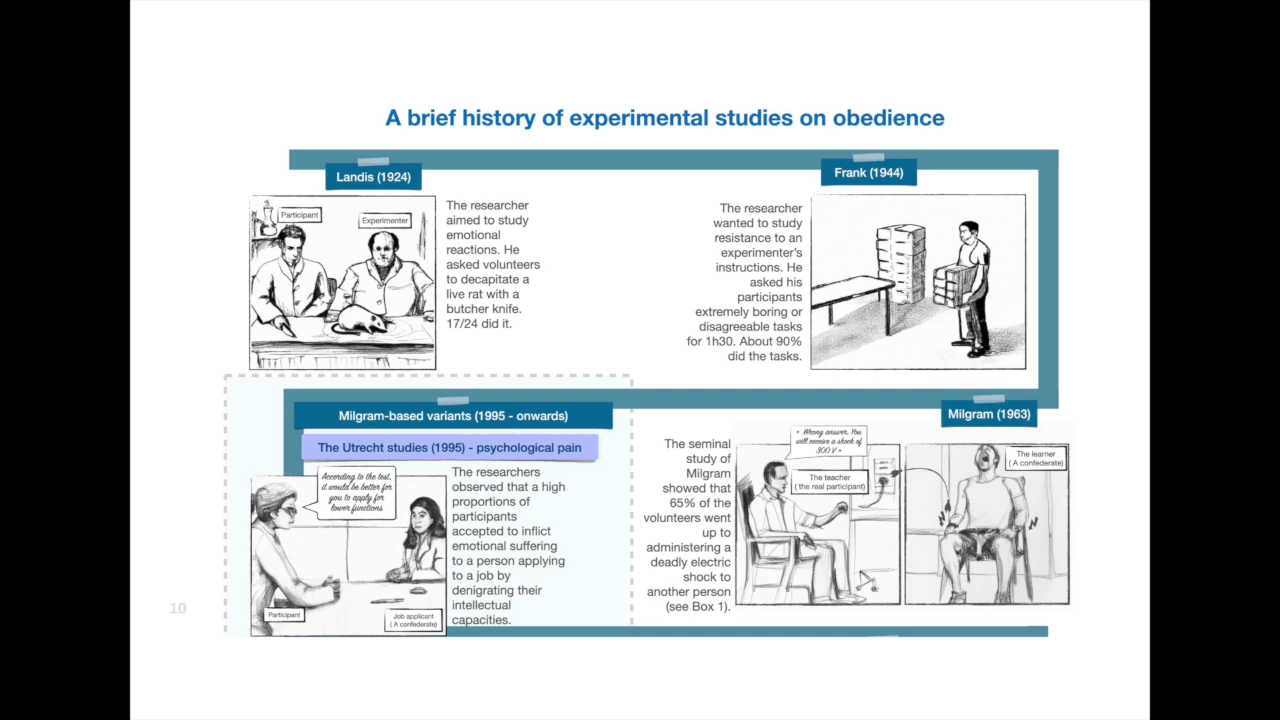 A brief history of experimental studies on obedience
Landis (1924)
Participant
Experimenter
The researcher
aimed to study
emotional
reactions. He
asked volunteers
to decapitate a
live rat with a
butcher knife.
17/24 did it.
Frank (1944)
The researcher
wanted to study
resistance to an
experimenter's
instructions. He
asked his
participants
extremely boring or
disagreeable tasks
for 1h30. About 90%
did the tasks.
Milgram (1963)
The seminal
study of
Milgram
showed that
65% of the
volunteers went
up to
administering a
deadly electric
shock to
another person
(see Box 1).
« Wrong answer. You
will receive a shock of
300 V »
The teacher
( the real participant)
The learner
( A confederate)
Milgram-based variants (1995 - onwards)
The Utrecht studies (1995) - psychological pain
According to the test,
it would be better for
you to apply for
lower functions
Participant
Job applicant
( A confederate)
The researchers
observed that a high
proportions of
participants
accepted to inflict
emotional suffering
to a person applying
to a job by
denigrating their
intellectual
capacities.
10